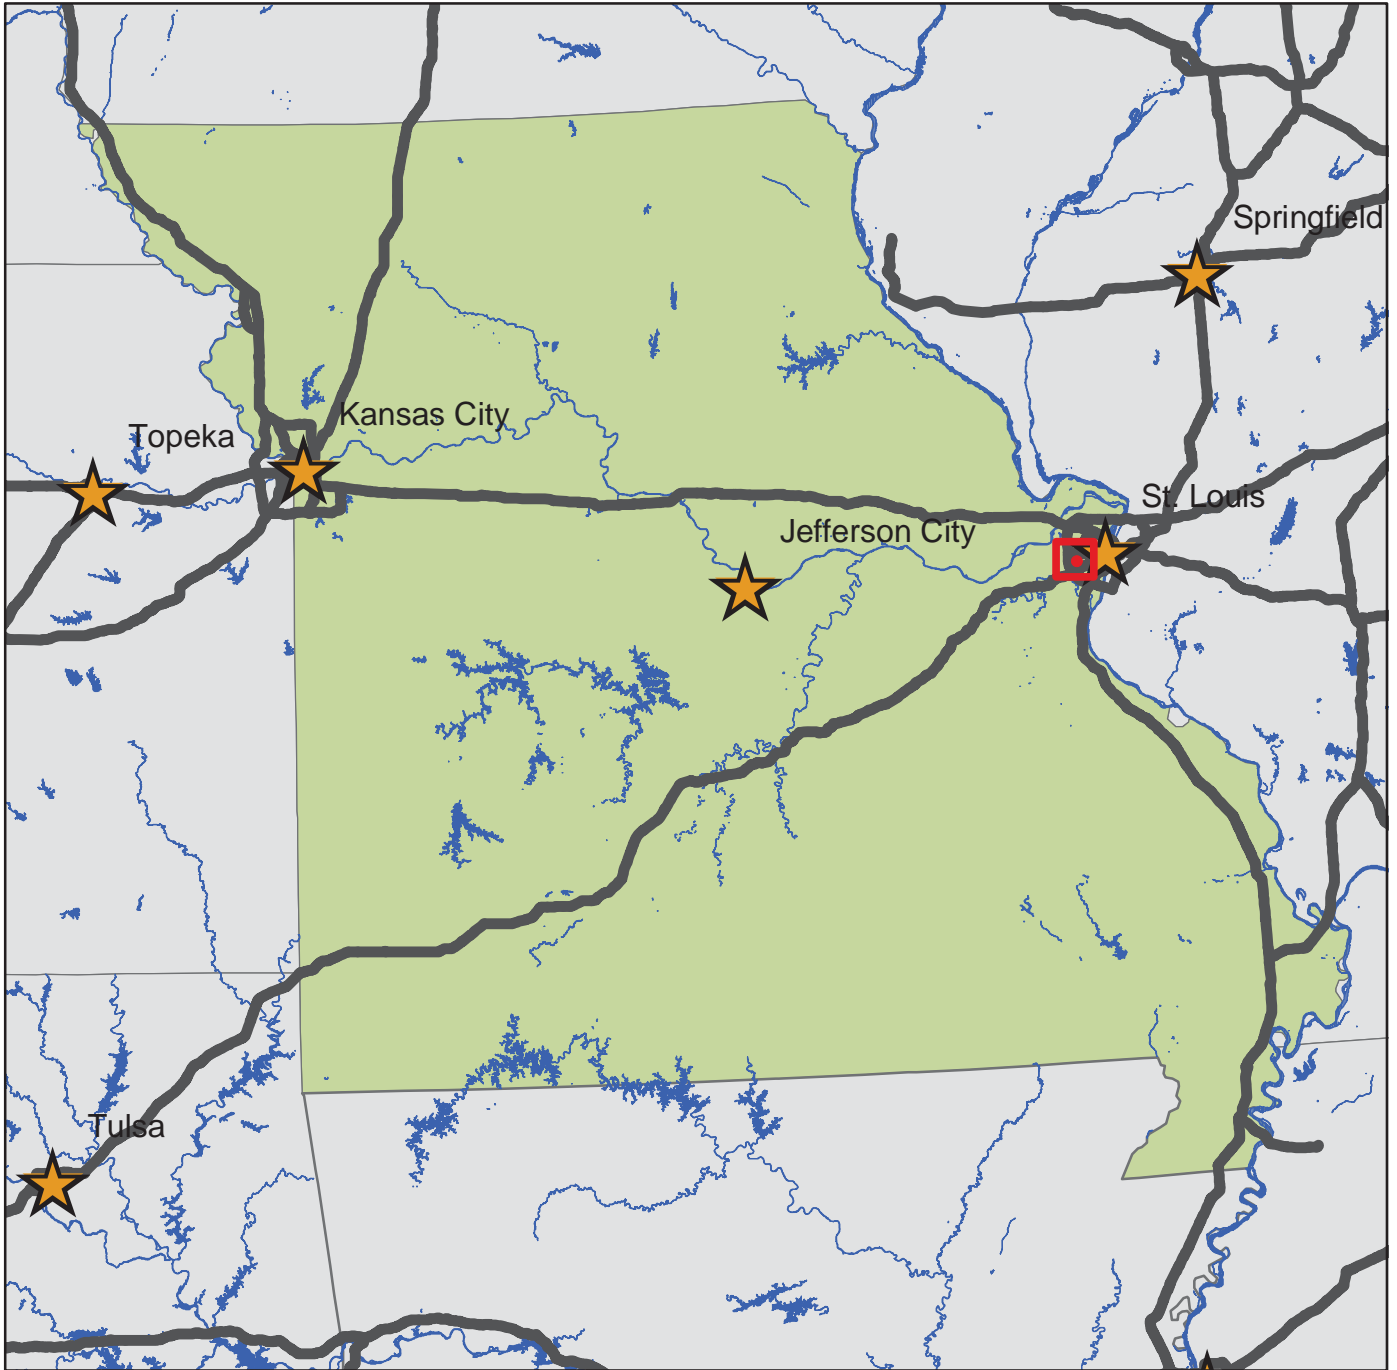 Springfield
Kansas City
Topeka
St. Louis
Jefferson City
Tulsa